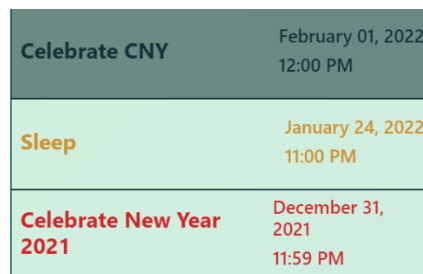 Celebrate CNY
February 01, 2022
12:00 PM
Sleep
January 24, 2022
11:00 PM
Celebrate New Year
2021
December 31,
2021
11:59 PM